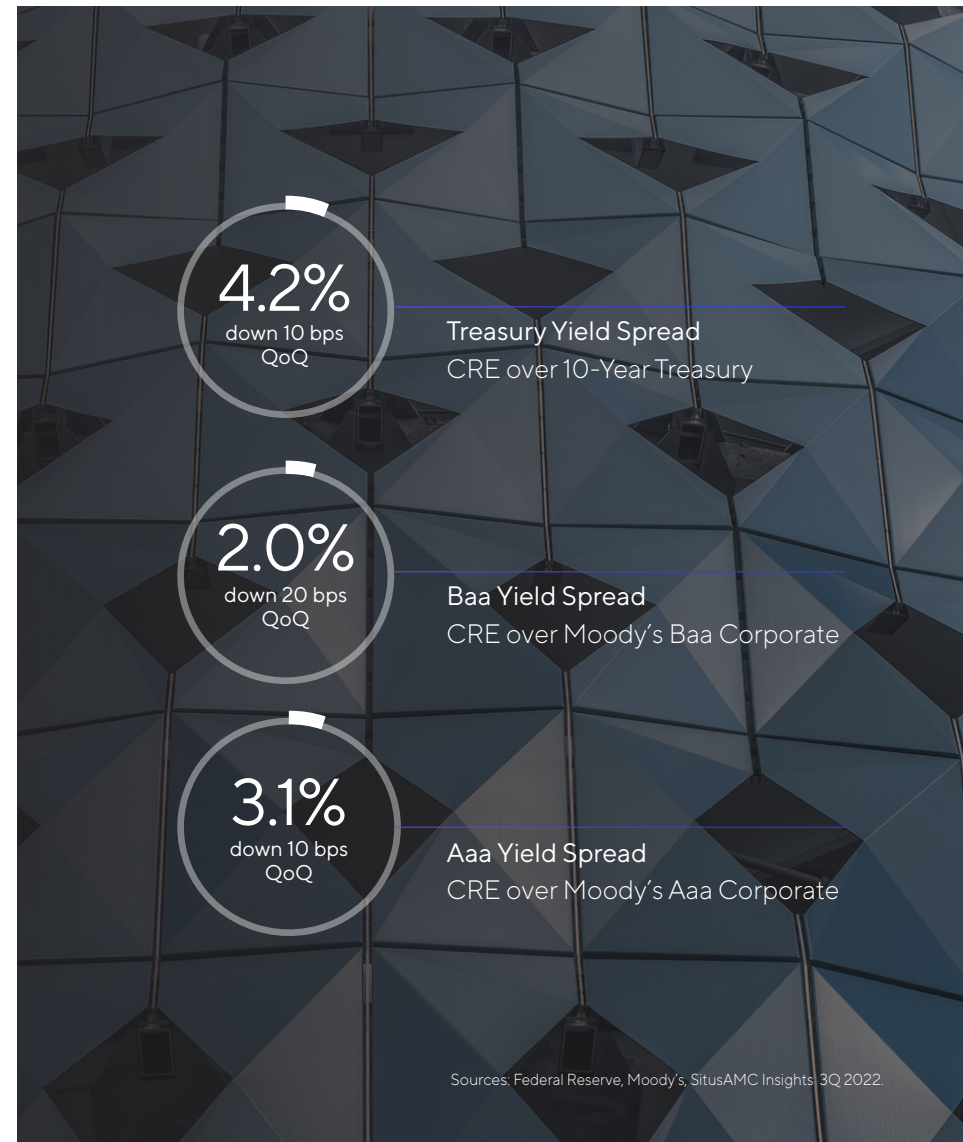 4.2%
down 10 bps
QoQ
Treasury Yield Spread
CRE over 10-Year Treasury
2.0%
down 20 bps
QoQ
Baa Yield Spread
CRE over Moody’s Baa Corporate
3.1%
down 10 bps
QoQ
Aaa Yield Spread
CRE over Moody’s Aaa Corporate
Sources: Federal Reserve, Moody’s, SitusAMC Insights, 3Q 2022.